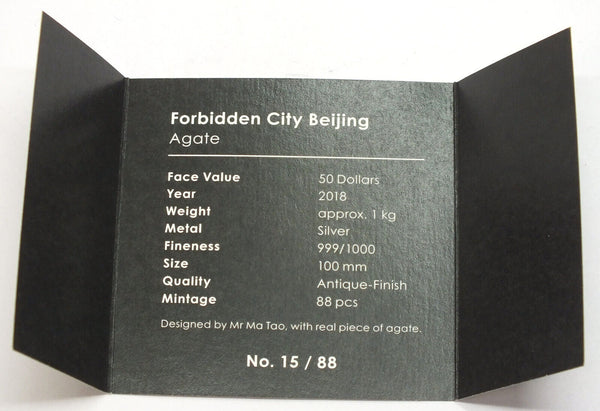 Forbidden City Beijing
Agate
Face Value 50 Dollars
Year 2018
Weight approx. 1 kg
Metal Silver
Fineness 999/1000
Size 100 mm
Quality Antique-Finish
Mintage 88 pcs
Designed by Mr Ma Tao, with real piece of agate.
No. 15 / 88